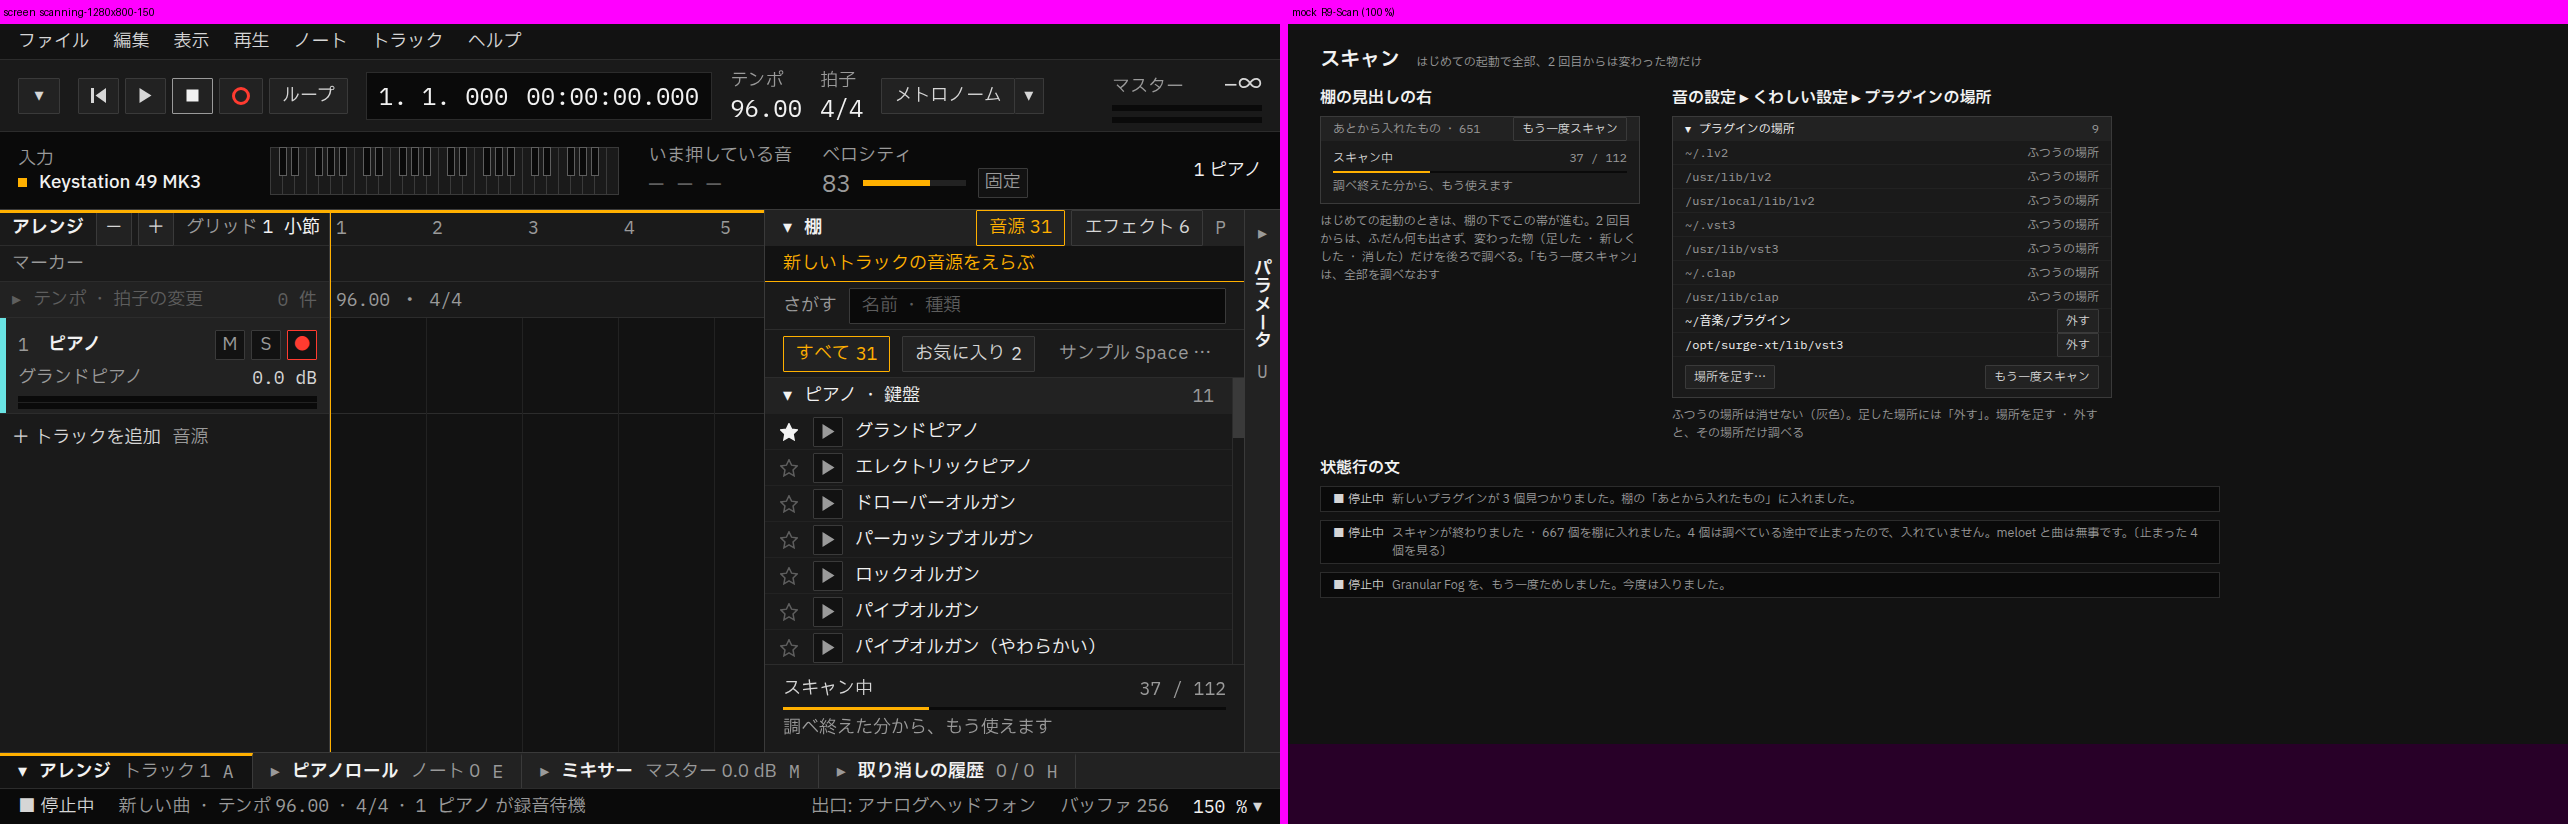 screen scanning-1280x800-150
ファイル 編集 表示 再生 ノート トラック ヘルプ
▼ ループ 1. 1. 000 00:00:00.000 テンポ 96.00 拍子 4/4 メトロノーム ▼ マスター −∞
入力
Keystation 49 MK3
いま押している音
— — —
ベロシティ
83 固定
1 ピアノ
アレンジ − + グリッド 1 小節 1 2 3 4 5
マーカー
▸ テンポ · 拍子の変更 0 件 96.00 · 4/4
1 ピアノ M S
グランドピアノ 0.0 dB
+ トラックを追加 音源
▼ 棚 音源 31 エフェクト 6 P
新しいトラックの音源をえらぶ
さがす 名前 · 種類
すべて 31 お気に入り 2 サンプル Space …
▼ ピアノ · 鍵盤 11
グランドピアノ
エレクトリックピアノ
ドローバーオルガン
パーカッシブオルガン
ロックオルガン
パイプオルガン
パイプオルガン（やわらかい）
スキャン中 37 / 112
調べ終えた分から、もう使えます
▸ パラメータ U
▼ アレンジ トラック 1 A ▸ ピアノロール ノート 0 E ▸ ミキサー マスター 0.0 dB M ▸ 取り消しの履歴 0 / 0 H
■ 停止中 新しい曲 · テンポ 96.00 · 4/4 · 1 ピアノ が録音待機 出口: アナログヘッドフォン バッファ 256 150 % ▼
mock R9-Scan (100%)
スキャン はじめての起動で全部、2 回目からは変わった物だけ
棚の見出しの右
あとから入れたもの · 651 もう一度スキャン
スキャン中 37 / 112
調べ終えた分から、もう使えます
はじめての起動のときは、棚の下でこの帯が進む。2 回目
からは、ふだん何も出さず、変わった物（足した · 新しく
した · 消した）だけを後ろで調べる。「もう一度スキャン」
は、全部を調べなおす
音の設定 ▸ くわしい設定 ▸ プラグインの場所
▼ プラグインの場所 9
~/.lv2 ふつうの場所
/usr/lib/lv2 ふつうの場所
/usr/local/lib/lv2 ふつうの場所
~/.vst3 ふつうの場所
/usr/lib/vst3 ふつうの場所
~/.clap ふつうの場所
/usr/lib/clap ふつうの場所
~/音楽/プラグイン 外す
/opt/surge-xt/lib/vst3 外す
場所を足す… もう一度スキャン
ふつうの場所は消せない（灰色）。足した場所には「外す」。場所を足す · 外す
と、その場所だけ調べる
状態行の文
■ 停止中 新しいプラグインが 3 個見つかりました。棚の「あとから入れたもの」に入れました。
■ 停止中 スキャンが終わりました · 667 個を棚に入れました。4 個は調べている途中で止まったので、入れていません。meloet と曲は無事です。〔止まった 4
個を見る〕
■ 停止中 Granular Fog を、もう一度ためしました。今度は入りました。